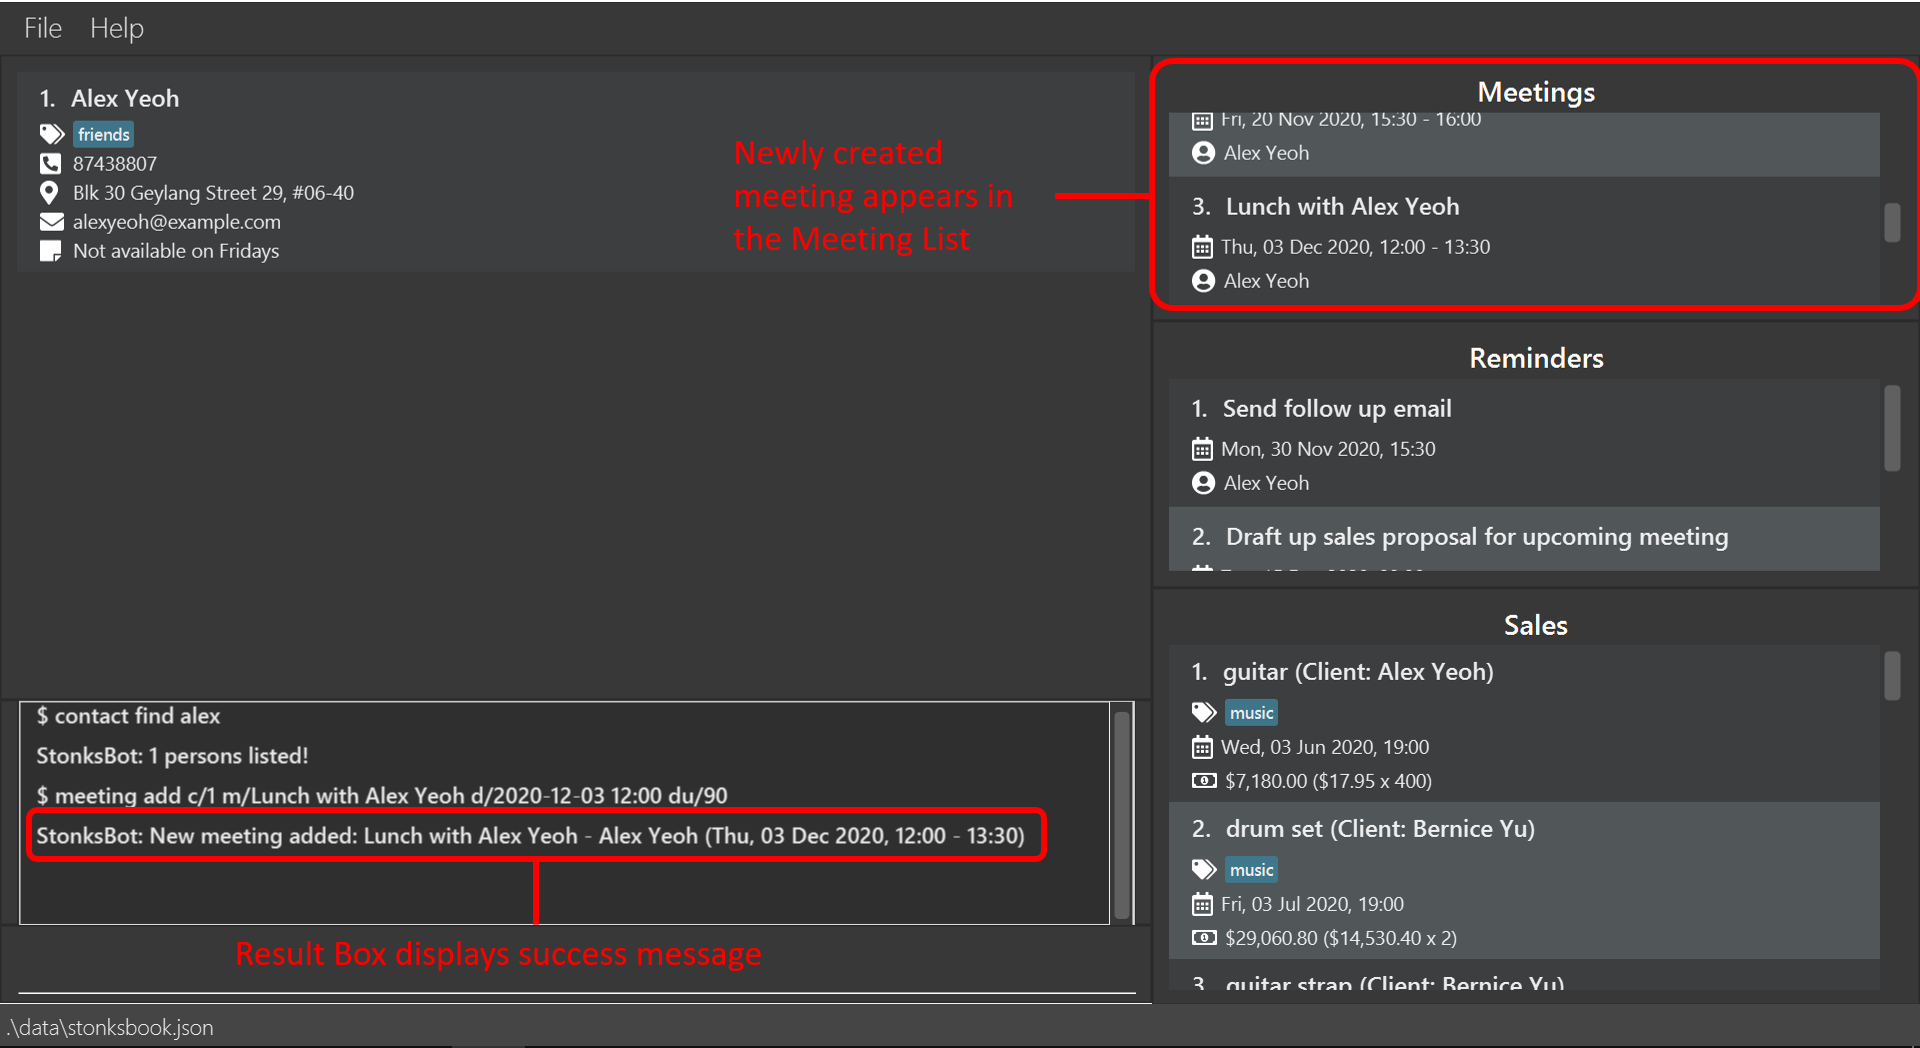 File Help
1. Alex Yeoh
friends
87438807
Blk 30 Geylang Street 29, #06-40
alexyeoh@example.com
Not available on Fridays
Newly created
meeting appears in
the Meeting List
Meetings
Fri, 20 Nov 2020, 15:30 - 16:00
Alex Yeoh
3. Lunch with Alex Yeoh
Thu, 03 Dec 2020, 12:00 - 13:30
Alex Yeoh
Reminders
1. Send follow up email
Mon, 30 Nov 2020, 15:30
Alex Yeoh
2. Draft up sales proposal for upcoming meeting
Sales
1. guitar (Client: Alex Yeoh)
music
Wed, 03 Jun 2020, 19:00
$7,180.00 ($17.95 x 400)
2. drum set (Client: Bernice Yu)
music
Fri, 03 Jul 2020, 19:00
$29,060.80 ($14,530.40 x 2)
3. guitar strap (Client: Bernice Yu)
$ contact find alex
StonksBot: 1 persons listed!
$ meeting add c/1 m/Lunch with Alex Yeoh d/2020-12-03 12:00 du/90
StonksBot: New meeting added: Lunch with Alex Yeoh - Alex Yeoh (Thu, 03 Dec 2020, 12:00 - 13:30)
Result Box displays success message
.\data\stonksbook.json